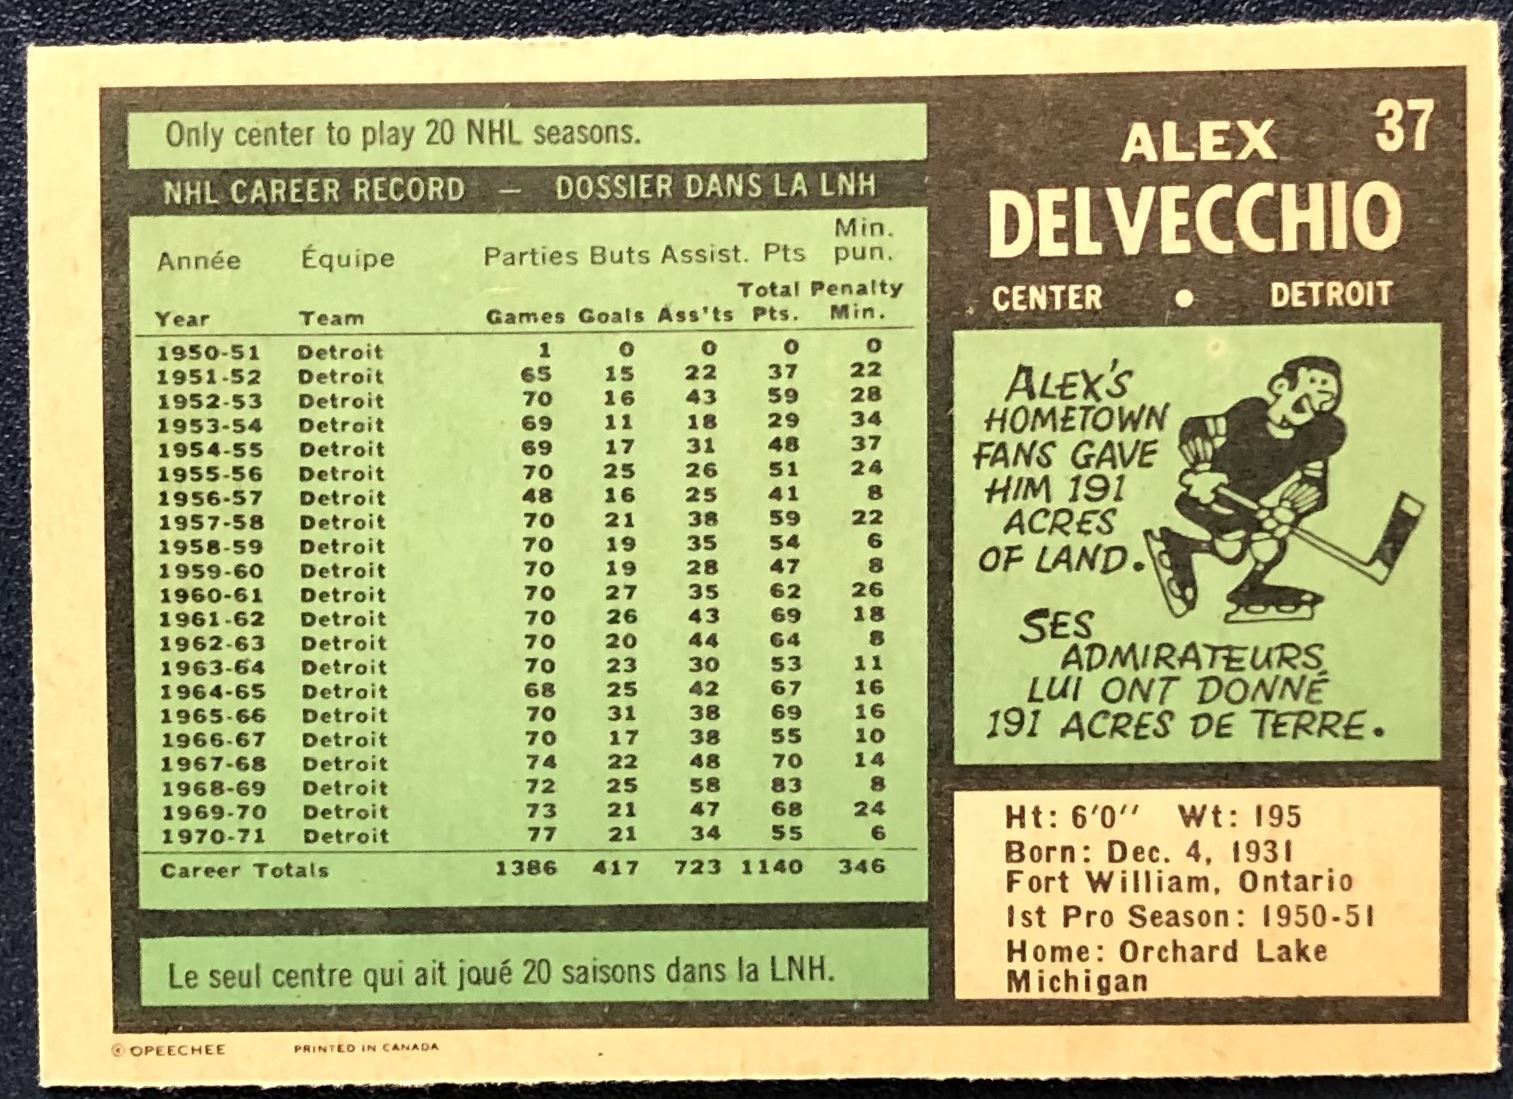 Only center to play 20 NHL seasons.
NHL CAREER RECORD — DOSSIER DANS LA LNH
Année Équipe Parties Buts Assist. Pts Min. pun.
Year Team Games Goals Ass'ts Total Pts. Penalty Min.
1950-51 Detroit 1 0 0 0 0
1951-52 Detroit 65 15 22 37 22
1952-53 Detroit 70 16 43 59 28
1953-54 Detroit 69 11 18 29 34
1954-55 Detroit 69 17 31 48 37
1955-56 Detroit 70 25 26 51 24
1956-57 Detroit 48 16 25 41 8
1957-58 Detroit 70 21 38 59 22
1958-59 Detroit 70 19 35 54 6
1959-60 Detroit 70 19 28 47 8
1960-61 Detroit 70 27 35 62 26
1961-62 Detroit 70 26 43 69 18
1962-63 Detroit 70 20 44 64 8
1963-64 Detroit 70 23 30 53 11
1964-65 Detroit 68 25 42 67 16
1965-66 Detroit 70 31 38 69 16
1966-67 Detroit 70 17 38 55 10
1967-68 Detroit 74 22 48 70 14
1968-69 Detroit 72 25 58 83 8
1969-70 Detroit 73 21 47 68 24
1970-71 Detroit 77 21 34 55 6
Career Totals 1386 417 723 1140 346
Le seul centre qui ait joué 20 saisons dans la LNH.
37
ALEX
DELVECCHIO
CENTER • DETROIT
ALEX'S
HOMETOWN
FANS GAVE
HIM 191
ACRES
OF LAND.
SES
ADMIRATEURS
LUI ONT DONNÉ
191 ACRES DE TERRE.
Ht: 6'0'' Wt: 195
Born: Dec. 4, 1931
Fort William, Ontario
1st Pro Season: 1950-51
Home: Orchard Lake
Michigan
© OPEECHEE PRINTED IN CANADA